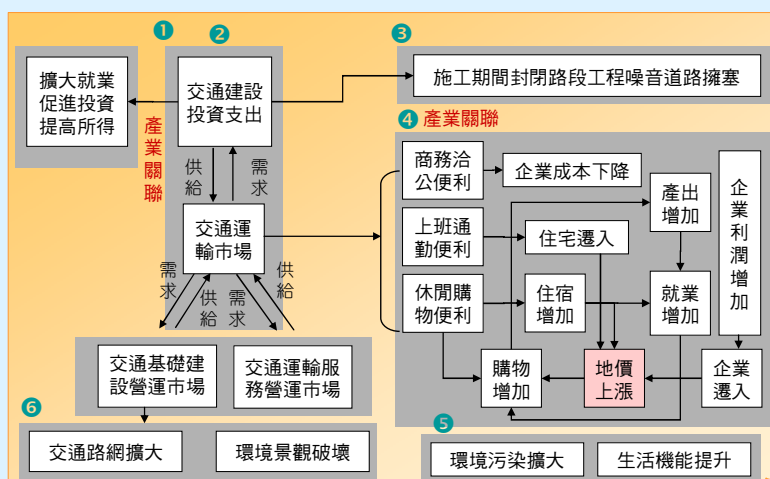 ❶
❷
❸
擴大就業
促進投資
提高所得
產業關聯
交通建設
投資支出
施工期間封閉路段工程噪音道路擁塞
❹ 產業關聯
供給
需求
交通運
輸市場
需求
供給
需求
供給
商務洽
公便利
企業成本下降
上班通
勤便利
住宅遷入
休閒購
物便利
住宿
增加
產出
增加
就業
增加
企業利潤增加
購物
增加
地價
上漲
企業
遷入
交通基礎建
設營運市場
交通運輸服
務營運市場
❻
交通路網擴大
環境景觀破壞
❺
環境污染擴大
生活機能提升